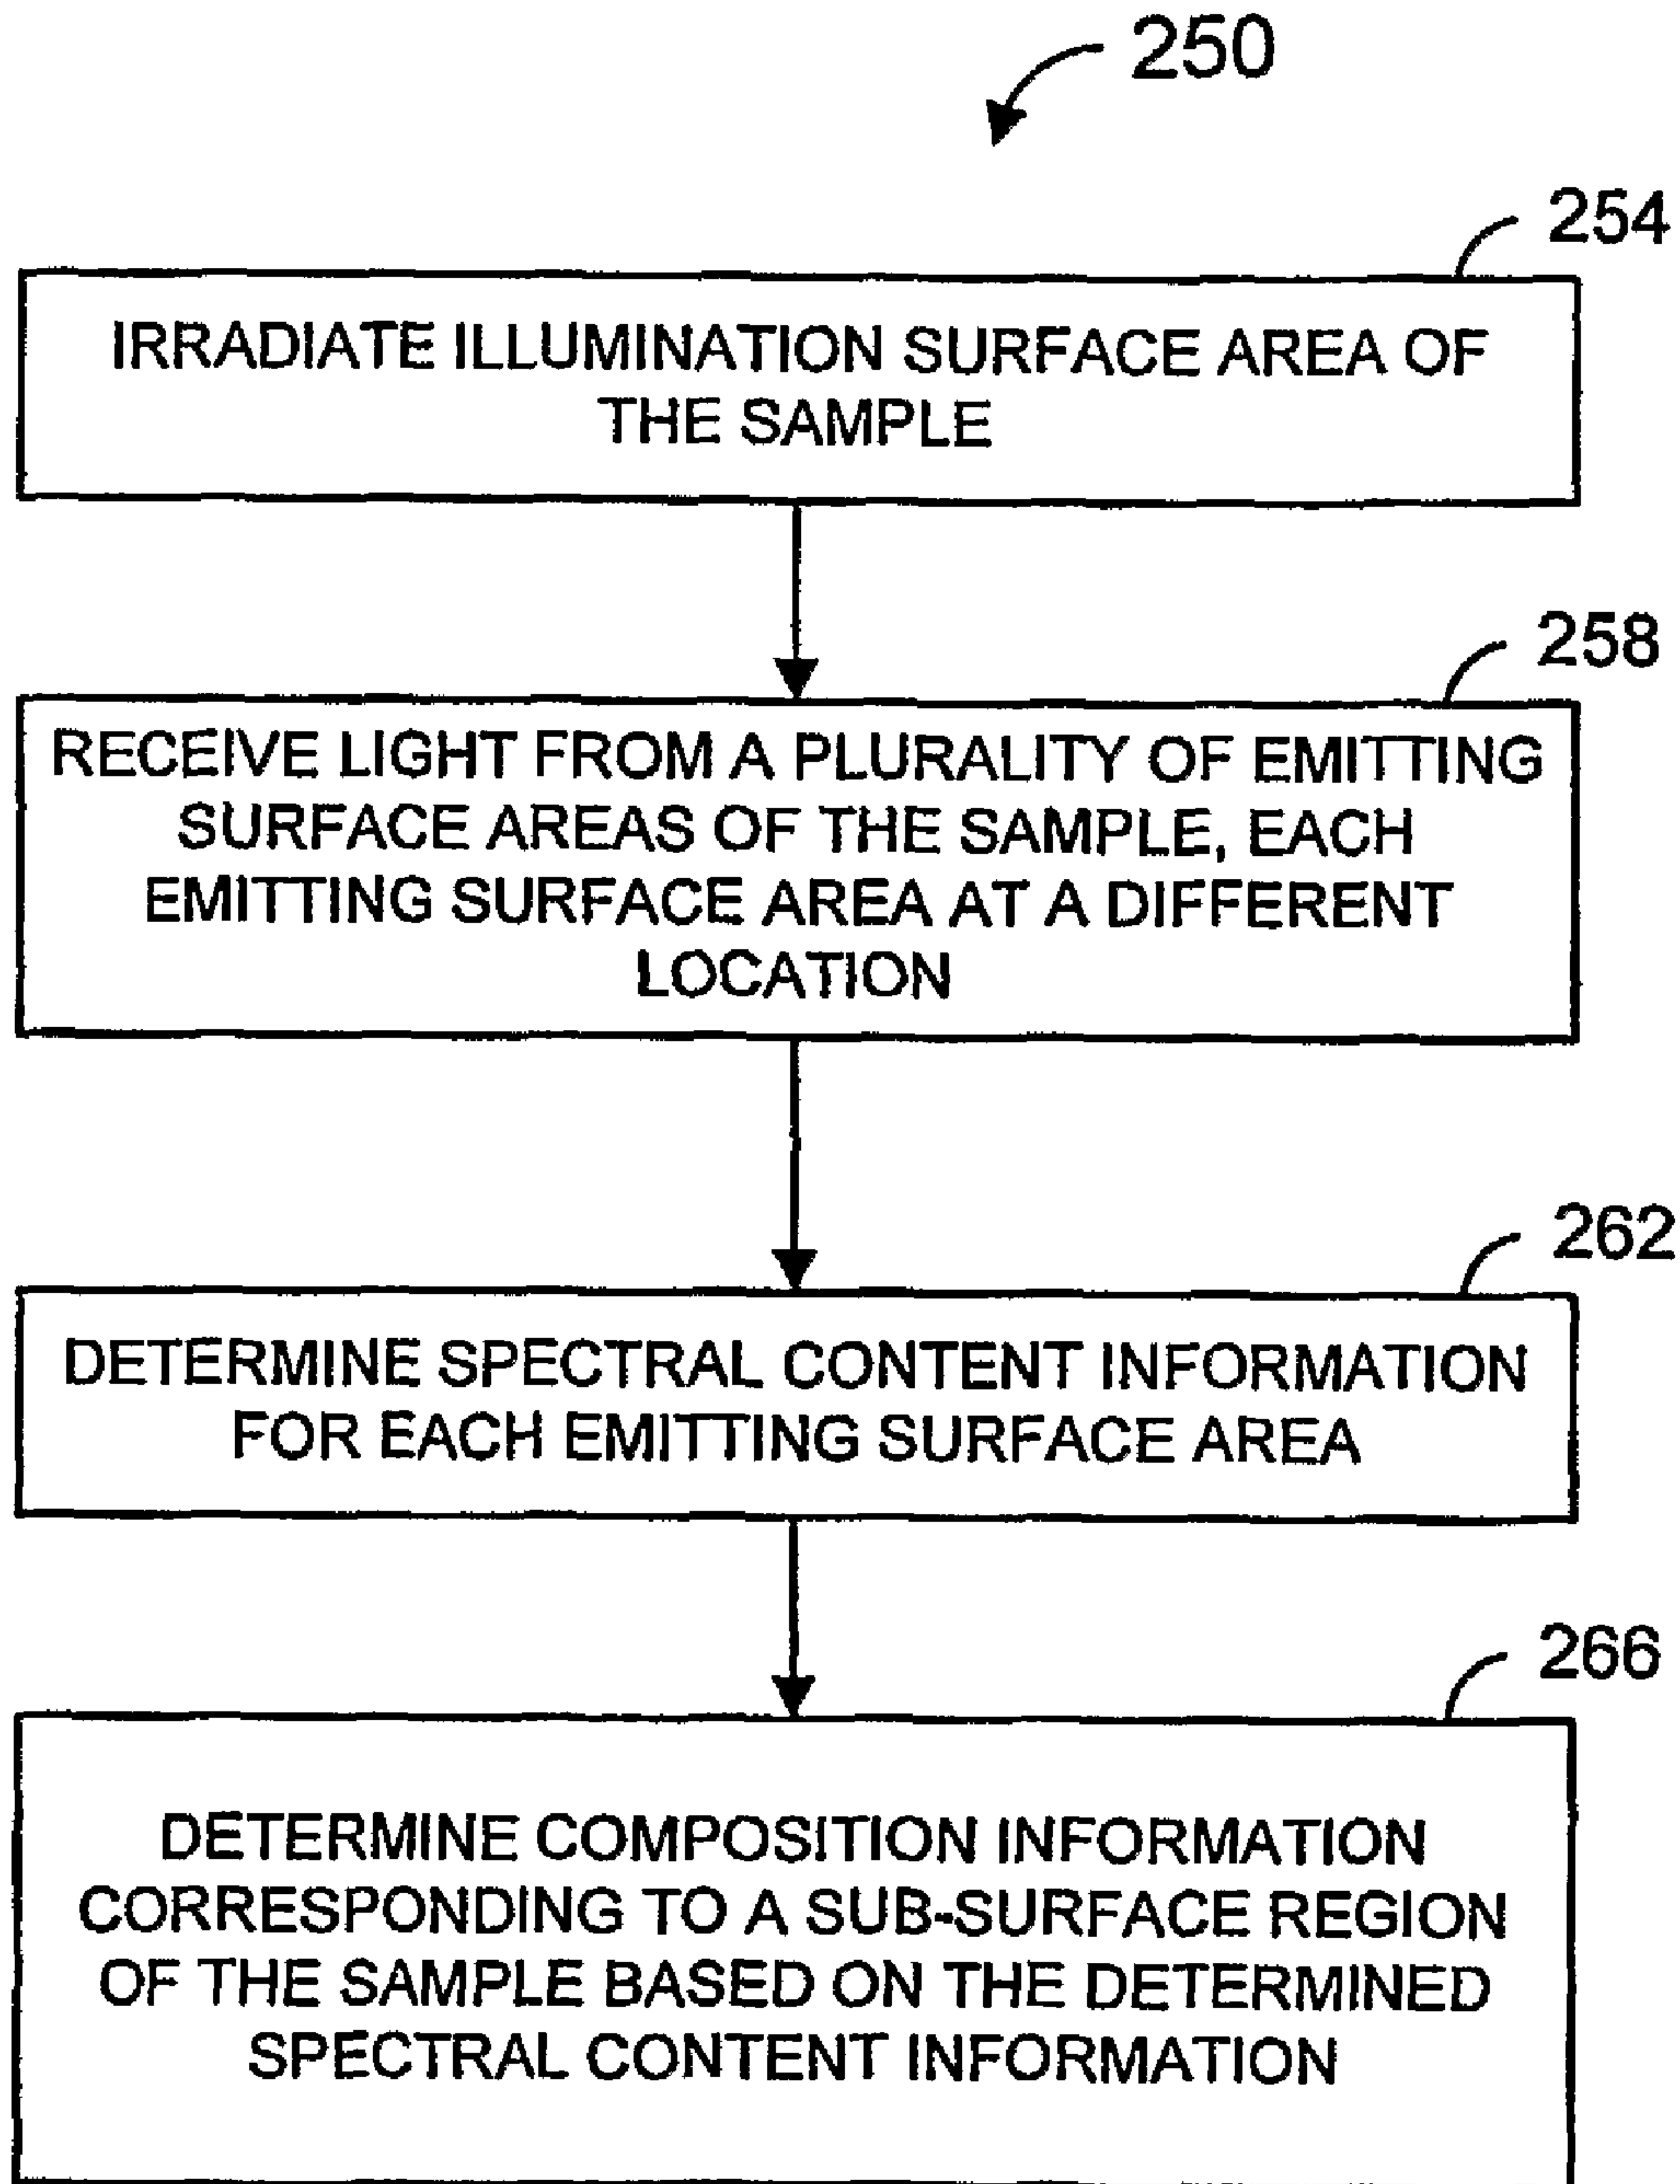 250
254
IRRADIATE ILLUMINATION SURFACE AREA OF
THE SAMPLE
258
RECEIVE LIGHT FROM A PLURALITY OF EMITTING
SURFACE AREAS OF THE SAMPLE, EACH
EMITTING SURFACE AREA AT A DIFFERENT
LOCATION
262
DETERMINE SPECTRAL CONTENT INFORMATION
FOR EACH EMITTING SURFACE AREA
266
DETERMINE COMPOSITION INFORMATION
CORRESPONDING TO A SUB-SURFACE REGION
OF THE SAMPLE BASED ON THE DETERMINED
SPECTRAL CONTENT INFORMATION